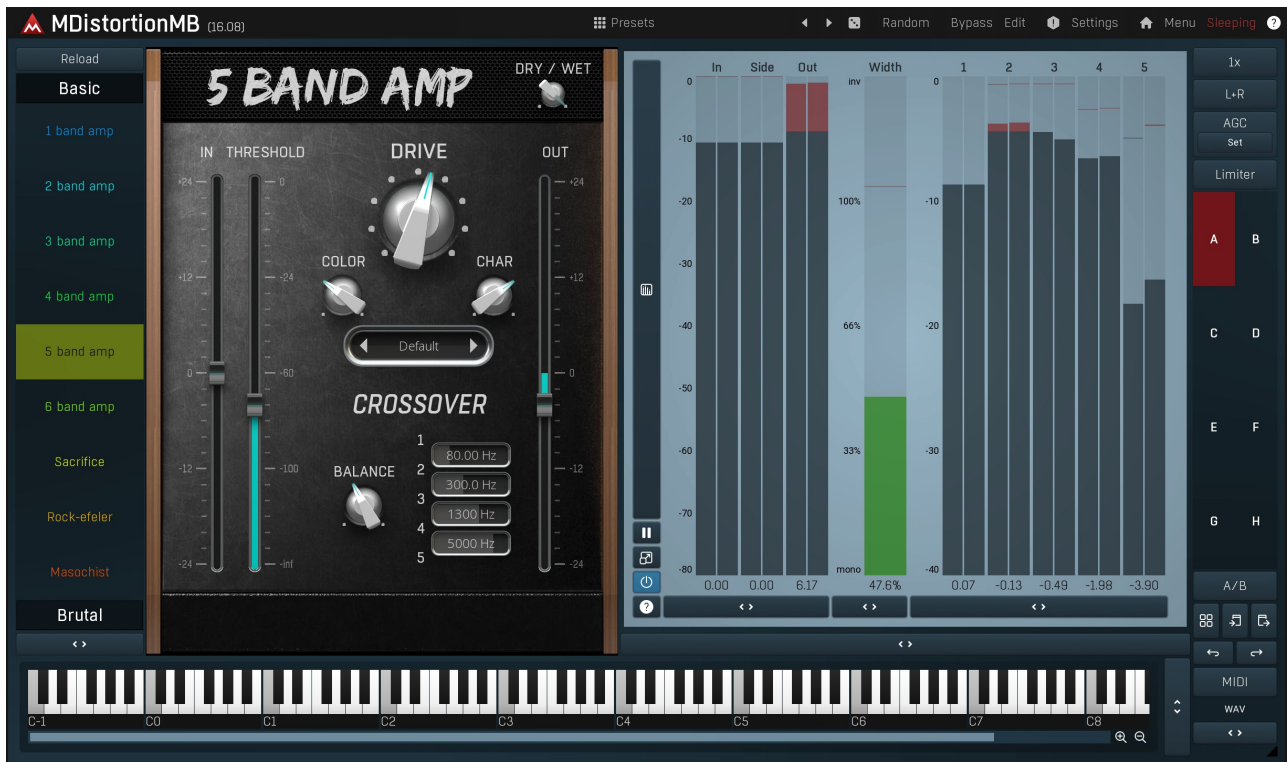 MDistortionMB (16.08)
Presets
Random
Bypass
Edit
Settings
Menu
Sleeping
?
Reload
Basic
1 band amp
2 band amp
3 band amp
4 band amp
5 band amp
6 band amp
Sacrifice
Rock-efeler
Masochist
Brutal
5 BAND AMP
DRY / WET
IN
THRESHOLD
DRIVE
OUT
+24
0
+24
COLOR
CHAR
+12
-24
+12
Default
0
-60
0
CROSSOVER
-12
-100
-12
BALANCE
1
80.00 Hz
2
300.0 Hz
3
1300 Hz
4
5000 Hz
5
-24
-inf
-24
In
Side
Out
Width
1
2
3
4
5
0
-10
-20
-30
-40
-50
-60
-70
-80
inv
100%
66%
33%
mono
0
-10
-20
-30
-40
0.00
0.00
6.17
47.6%
0.07
-0.13
-0.49
-1.98
-3.90
?
1x
L+R
AGC
Set
Limiter
A
B
C
D
E
F
G
H
A/B
MIDI
WAV
C-1
C0
C1
C2
C3
C4
C5
C6
C7
C8